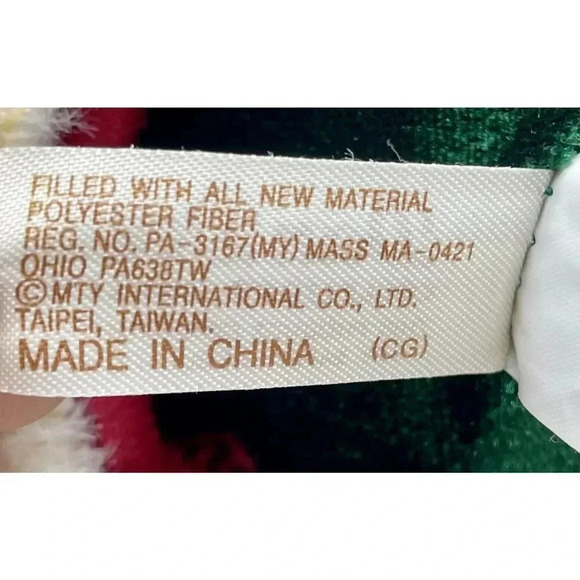 FILLED WITH ALL NEW MATERIAL
POLYESTER FIBER
REG. NO. PA-3167(MY) MASS MA-0421
OHIO PA638TW
©MTY INTERNATIONAL CO., LTD.
TAIPEI, TAIWAN.
MADE IN CHINA (CG)